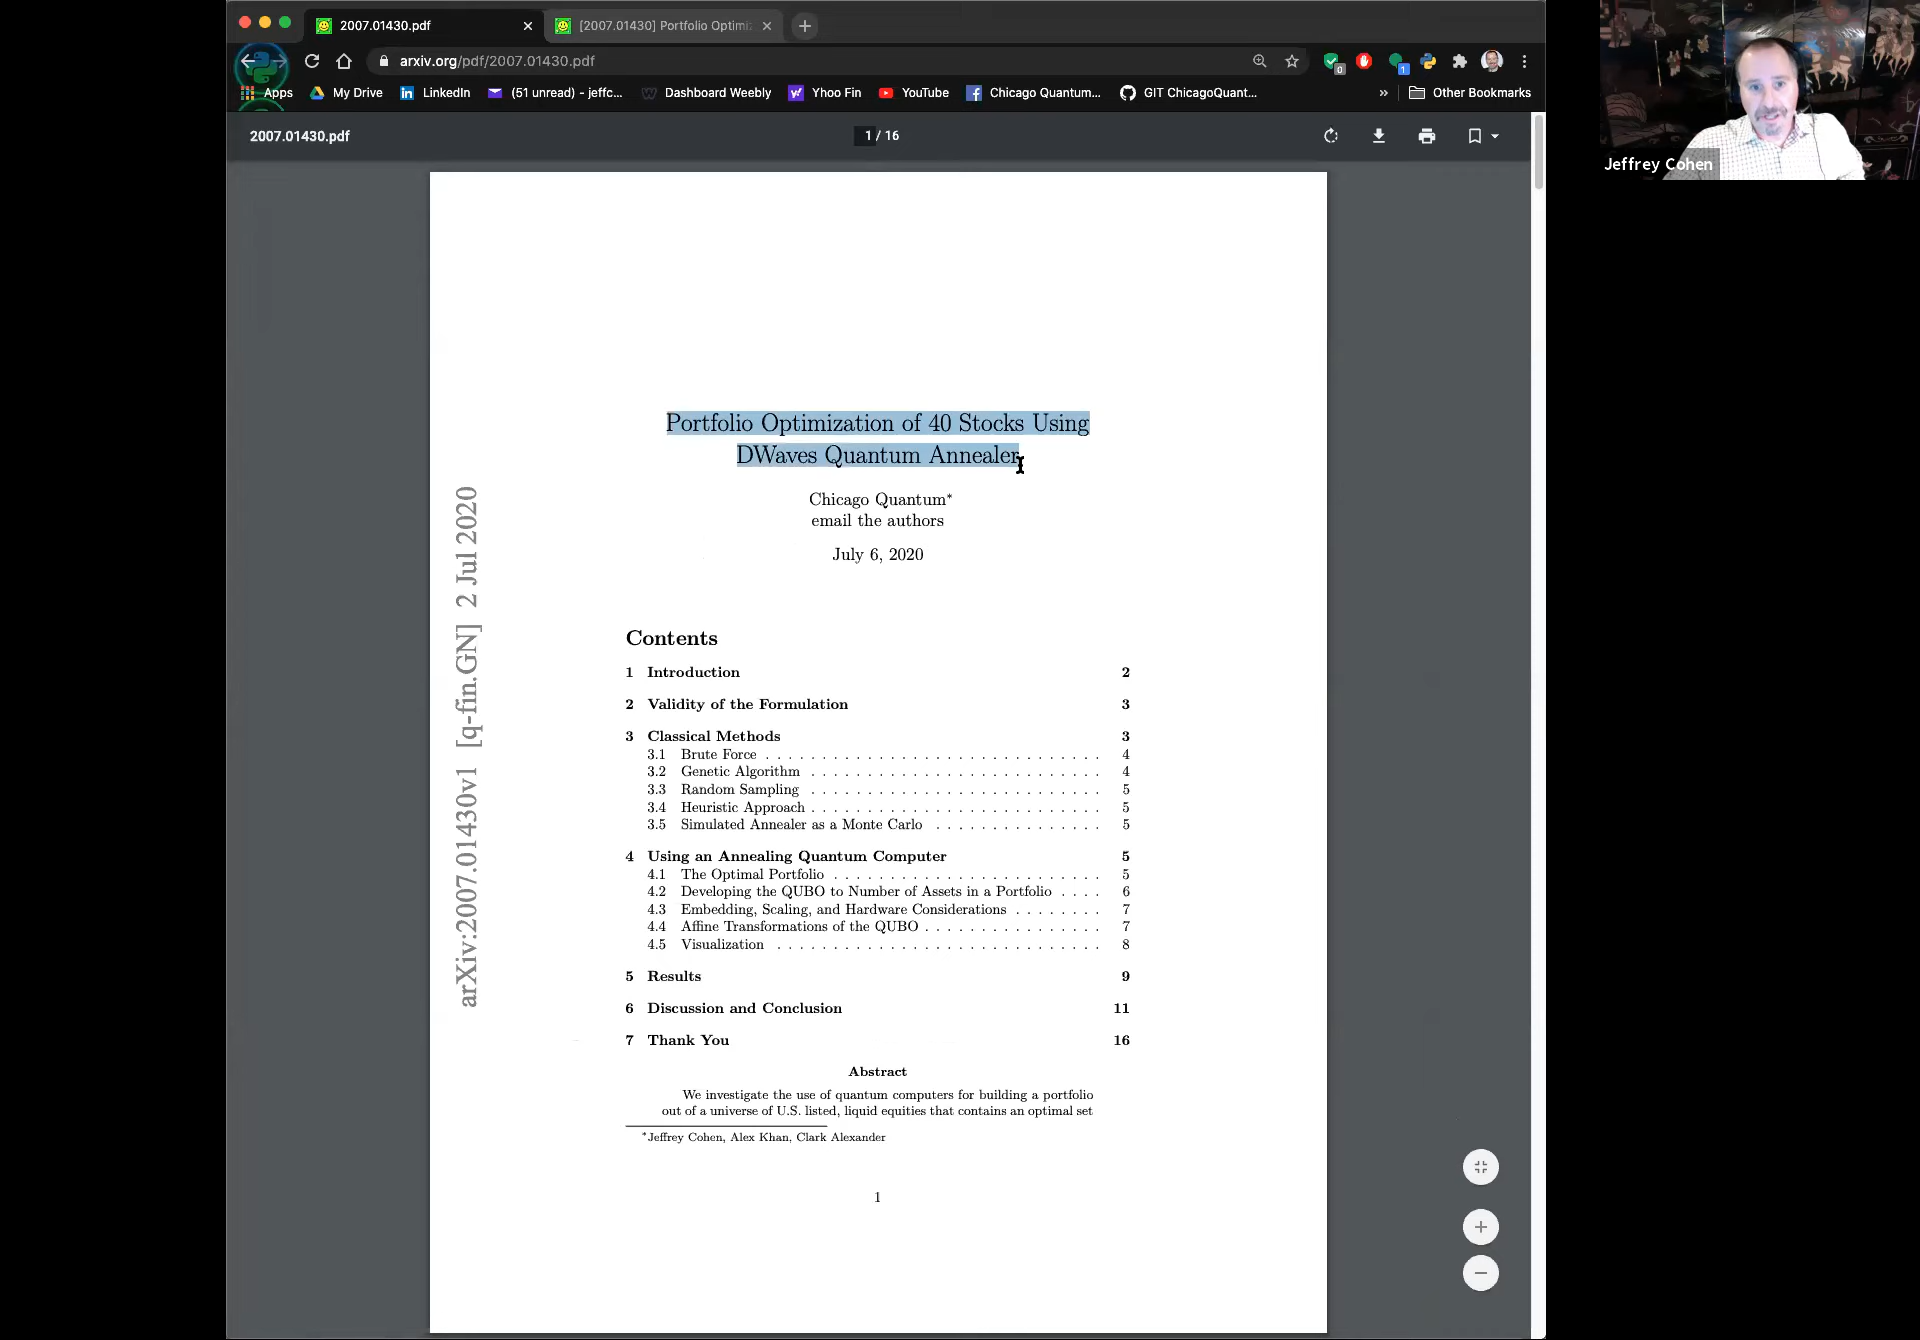 2007.01430.pdf
[2007.01430] Portfolio Optimiz
arxiv.org/pdf/2007.01430.pdf
0
1
Apps
My Drive
LinkedIn
(51 unread) - jeffc...
Dashboard Weebly
Yhoo Fin
YouTube
Chicago Quantum...
GIT ChicagoQuant...
»
Other Bookmarks
2007.01430.pdf
1 / 16
Jeffrey Cohen
Portfolio Optimization of 40 Stocks Using
DWaves Quantum Annealer
Chicago Quantum*
email the authors
July 6, 2020
arXiv:2007.01430v1 [q-fin.GN] 2 Jul 2020
Contents
1 Introduction 2
2 Validity of the Formulation 3
3 Classical Methods 3
3.1 Brute Force . . . . . . . . . . . . . . . . . . . . . . . . . . . . . 4
3.2 Genetic Algorithm . . . . . . . . . . . . . . . . . . . . . . . . . 4
3.3 Random Sampling . . . . . . . . . . . . . . . . . . . . . . . . . 5
3.4 Heuristic Approach . . . . . . . . . . . . . . . . . . . . . . . . . 5
3.5 Simulated Annealer as a Monte Carlo . . . . . . . . . . . . . . 5
4 Using an Annealing Quantum Computer 5
4.1 The Optimal Portfolio . . . . . . . . . . . . . . . . . . . . . . . 5
4.2 Developing the QUBO to Number of Assets in a Portfolio . . . . 6
4.3 Embedding, Scaling, and Hardware Considerations . . . . . . . . 7
4.4 Affine Transformations of the QUBO . . . . . . . . . . . . . . . 7
4.5 Visualization . . . . . . . . . . . . . . . . . . . . . . . . . . . . 8
5 Results 9
6 Discussion and Conclusion 11
7 Thank You 16
Abstract
We investigate the use of quantum computers for building a portfolio
out of a universe of U.S. listed, liquid equities that contains an optimal set
*Jeffrey Cohen, Alex Khan, Clark Alexander
1